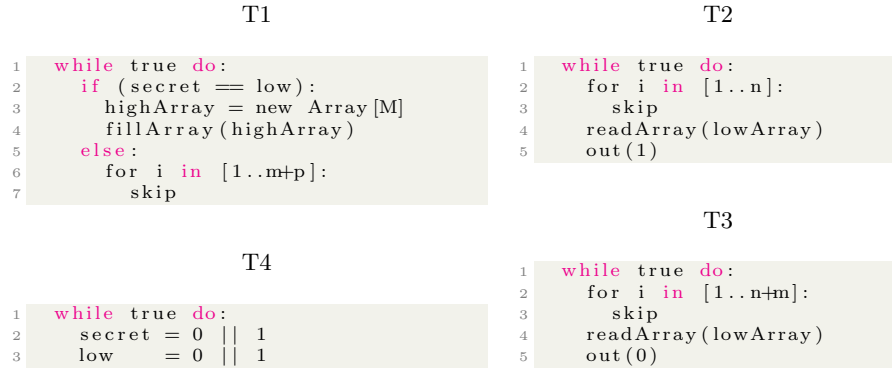 T1
1 while true do:
2 if (secret == low):
3 highArray = new Array[M]
4 fillArray(highArray)
5 else:
6 for i in [1..m+p]:
7 skip
T2
1 while true do:
2 for i in [1..n]:
3 skip
4 readArray(lowArray)
5 out(1)
T4
1 while true do:
2 secret = 0 || 1
3 low = 0 || 1
T3
1 while true do:
2 for i in [1..n+m]:
3 skip
4 readArray(lowArray)
5 out(0)